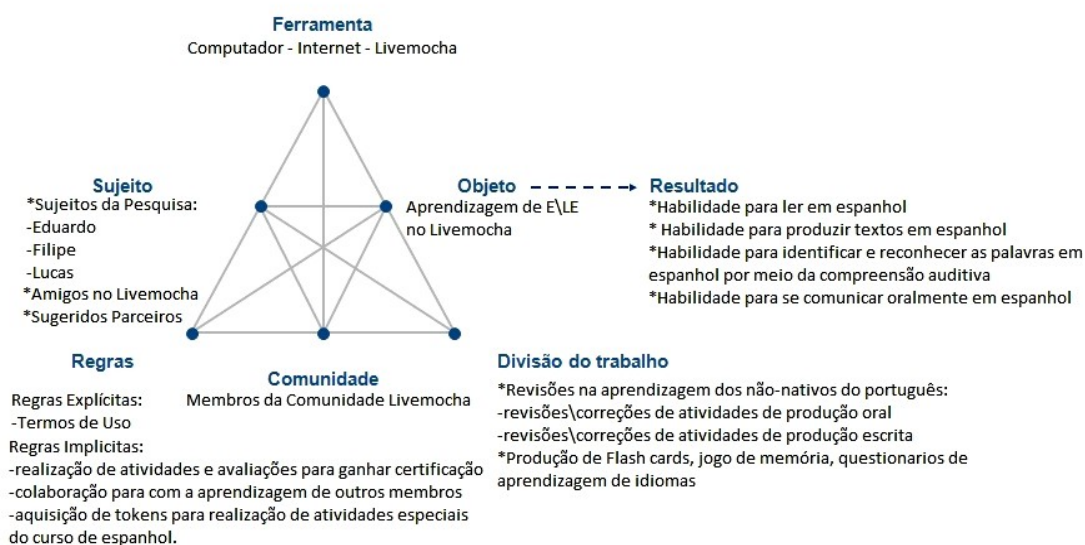 Ferramenta
Computador - Internet - Livemocha
Sujeito
*Sujeitos da Pesquisa:
-Eduardo
-Filipe
-Lucas
*Amigos no Livemocha
*Sugeridos Parceiros
Objeto
Aprendizagem de E\LE
no Livemocha
Resultado
*Habilidade para ler em espanhol
* Habilidade para produzir textos em espanhol
*Habilidade para identificar e reconhecer as palavras em
espanhol por meio da compreensão auditiva
*Habilidade para se comunicar oralmente em espanhol
Regras
Regras Explícitas:
-Termos de Uso
Regras Implicitas:
-realização de atividades e avaliações para ganhar certificação
-colaboração para com a aprendizagem de outros membros
-aquisição de tokens para realização de atividades especiais
do curso de espanhol.
Comunidade
Membros da Comunidade Livemocha
Divisão do trabalho
*Revisões na aprendizagem dos não-nativos do português:
-revisões\correções de atividades de produção oral
-revisões\correções de atividades de produção escrita
*Produção de Flash cards, jogo de memória, questionarios de
aprendizagem de idiomas